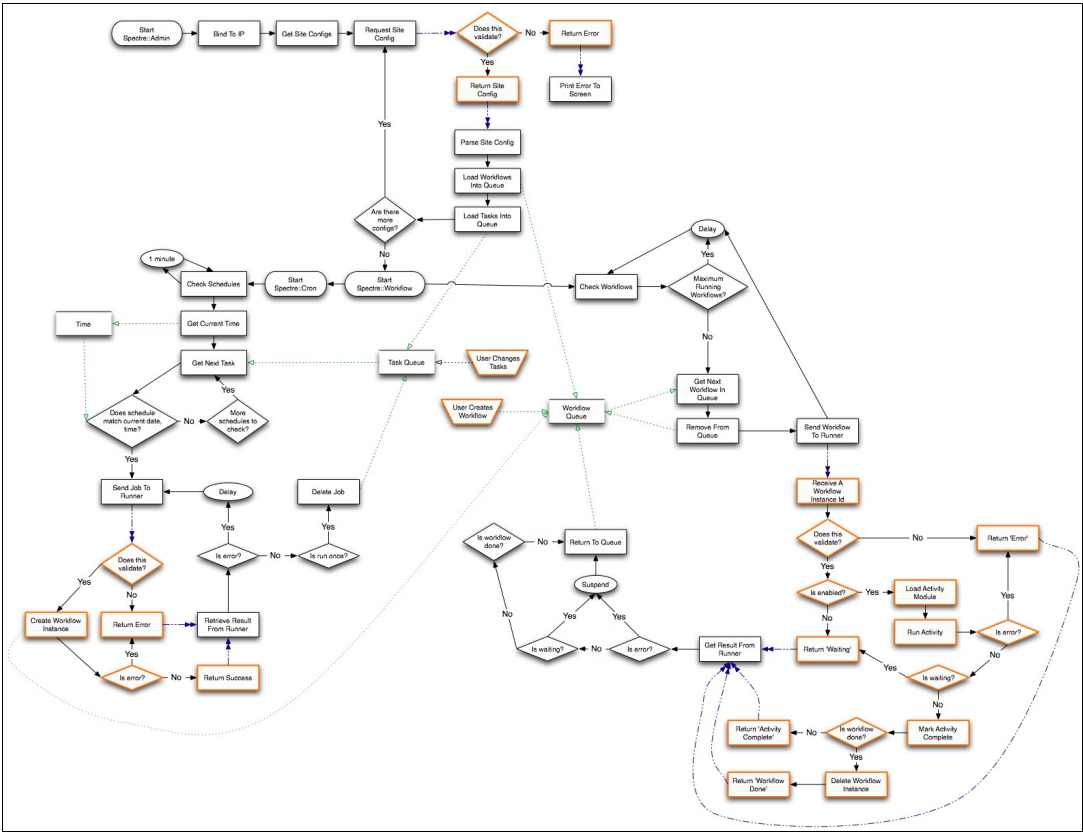 Start
Spectre::Admin
Bind To IP
Get Site Configs
Request Site
Config
Does this
validate?
No
Return Error
Yes
Return Site
Config
Print Error To
Screen
Parse Site Config
Yes
Load Workflows
Into Queue
Are there
more
configs?
Load Tasks Into
Queue
No
Delay
Yes
1 minute
Check Schedules
Start
Spectre::Cron
Start
Spectre::Workflow
Check Workflows
Maximum
Running
Workflows?
Time
Get Current Time
No
Get Next Task
Task Queue
User Changes
Tasks
Yes
Get Next
Workflow In
Queue
Does schedule
match current date,
time?
No
More
schedules to
check?
User Creates
Workflow
Workflow
Queue
Remove From
Queue
Send Workflow
To Runner
Yes
Send Job To
Runner
Delay
Delete Job
Receive A
Workflow
Instance Id
Yes
Yes
Is error?
No
Is run once?
Is workflow
done?
No
Return To Queue
Does this
validate?
No
Return 'Error'
Does this
validate?
Yes
No
Yes
Suspend
Is enabled?
Yes
Load Activity
Module
Yes
Create Workflow
Instance
Return Error
Retrieve Result
From Runner
No
Yes
Yes
No
Run Activity
Is error?
Yes
Is waiting?
No
Is error?
Get Result From
Runner
Return 'Waiting'
No
Yes
Is error?
No
Return Success
Is waiting?
No
Return 'Activity
Complete'
No
Is workflow
done?
Mark Activity
Complete
Yes
Return 'Workflow
Done'
Delete Workflow
Instance